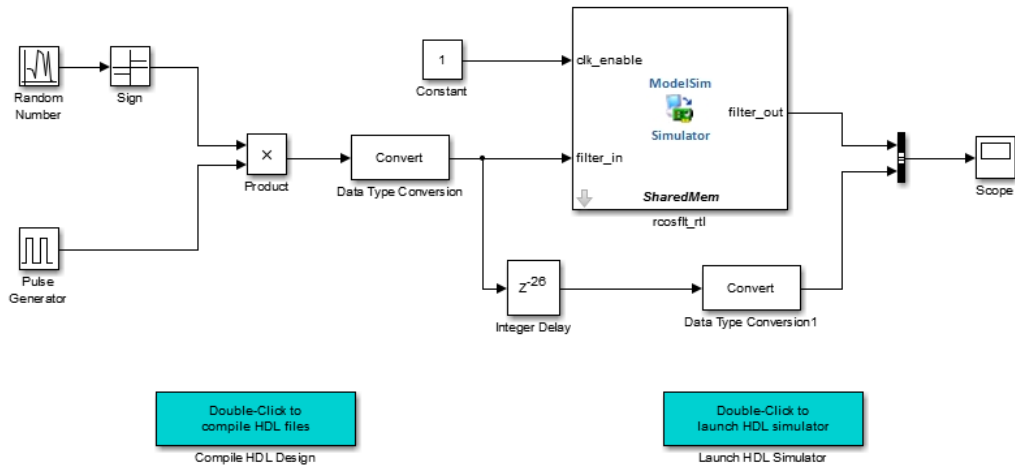 Random
Number
Sign
Pulse
Generator
×
Product
Convert
Data Type Conversion
1
Constant
clk_enable
filter_in
ModelSim
Simulator
filter_out
SharedMem
rcosflt_rtl
Z-26
Integer Delay
Convert
Data Type Conversion1
Scope
Double-Click to
compile HDL files
Compile HDL Design
Double-Click to
launch HDL simulator
Launch HDL Simulator